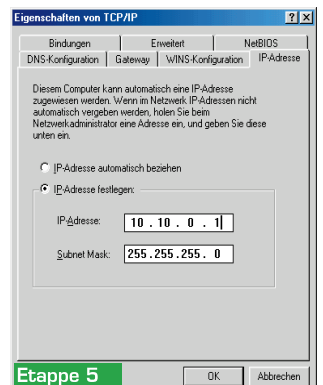 Eigenschaften von TCP/IP
Bindungen Erweitert NetBIOS
DNS-Konfiguration Gateway WINS-Konfiguration IP-Adresse
Diesem Computer kann automatisch eine IP-Adresse
zugewiesen werden. Wenn im Netzwerk IP-Adressen nicht
automatisch vergeben werden, holen Sie beim
Netzwerkadministrator eine Adresse ein, und geben Sie diese
unten ein.
IP-Adresse automatisch beziehen
IP-Adresse festlegen:
IP-Adresse: 10 . 10 . 0 . 1
Subnet Mask: 255.255.255. 0
Etappe 5 OK Abbrechen